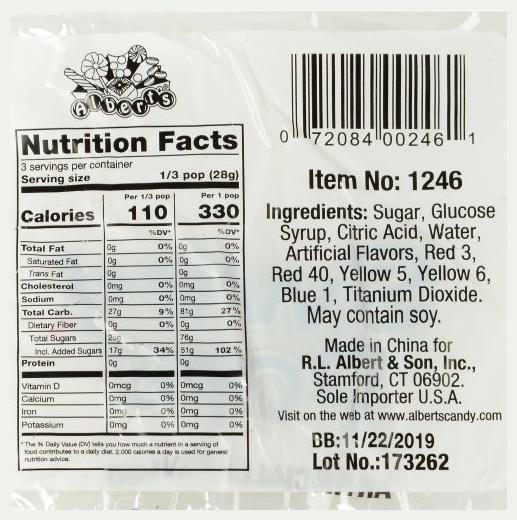 Albert's
Nutrition Facts
3 servings per container
Serving size 1/3 pop (28g)
Per 1/3 pop Per 1 pop
Calories 110 330
%DV* %DV*
Total Fat 0g 0% 0g 0%
Saturated Fat 0g 0% 0g 0%
Trans Fat 0g 0g
Cholesterol 0mg 0% 0mg 0%
Sodium 0mg 0% 0mg 0%
Total Carb. 27g 9% 81g 27%
Dietary Fiber 0g 0% 0g 0%
Total Sugars 76g
Incl. Added Sugars 17g 34% 51g 102%
Protein 0g 0g
Vitamin D 0mcg 0% 0mcg 0%
Calcium 0mg 0% 0mg 0%
Iron 0mg 0% 0mg 0%
Potassium 0mg 0% 0mg 0%
* The % Daily Value (DV) tells you how much a nutrient in a serving of
food contributes to a daily diet. 2,000 calories a day is used for general
nutrition advice.
0 72084 00246 1
Item No: 1246
Ingredients: Sugar, Glucose
Syrup, Citric Acid, Water,
Artificial Flavors, Red 3,
Red 40, Yellow 5, Yellow 6,
Blue 1, Titanium Dioxide.
May contain soy.
Made in China for
R.L. Albert & Son, Inc.,
Stamford, CT 06902.
Sole Importer U.S.A.
Visit on the web at www.albertscandy.com
BB:11/22/2019
Lot No.:173262